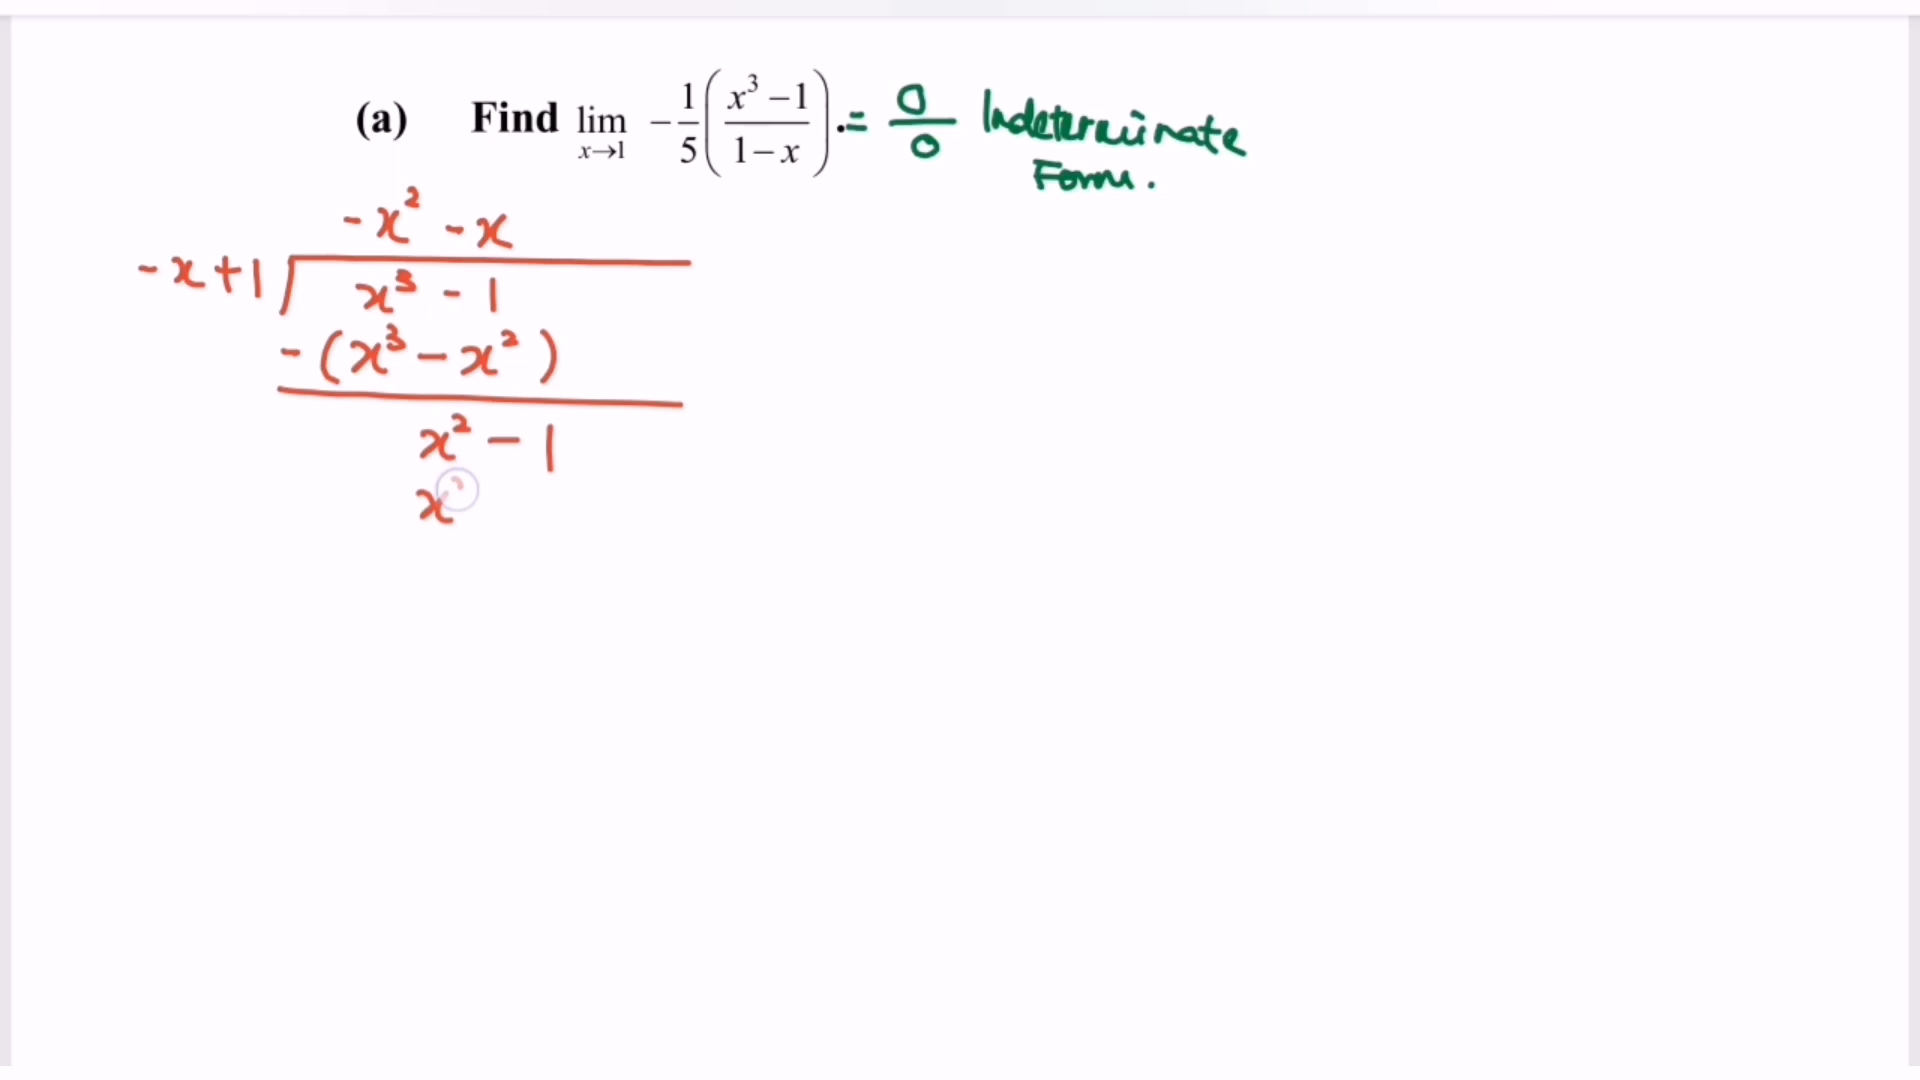 (a) Find lim x→1 −1/5 ((x³ − 1)/(1 − x)). = 0/0 Indeterminate
Form.
-x² - x
-x+1 x³ - 1
-(x³ - x²)
x² - 1
x